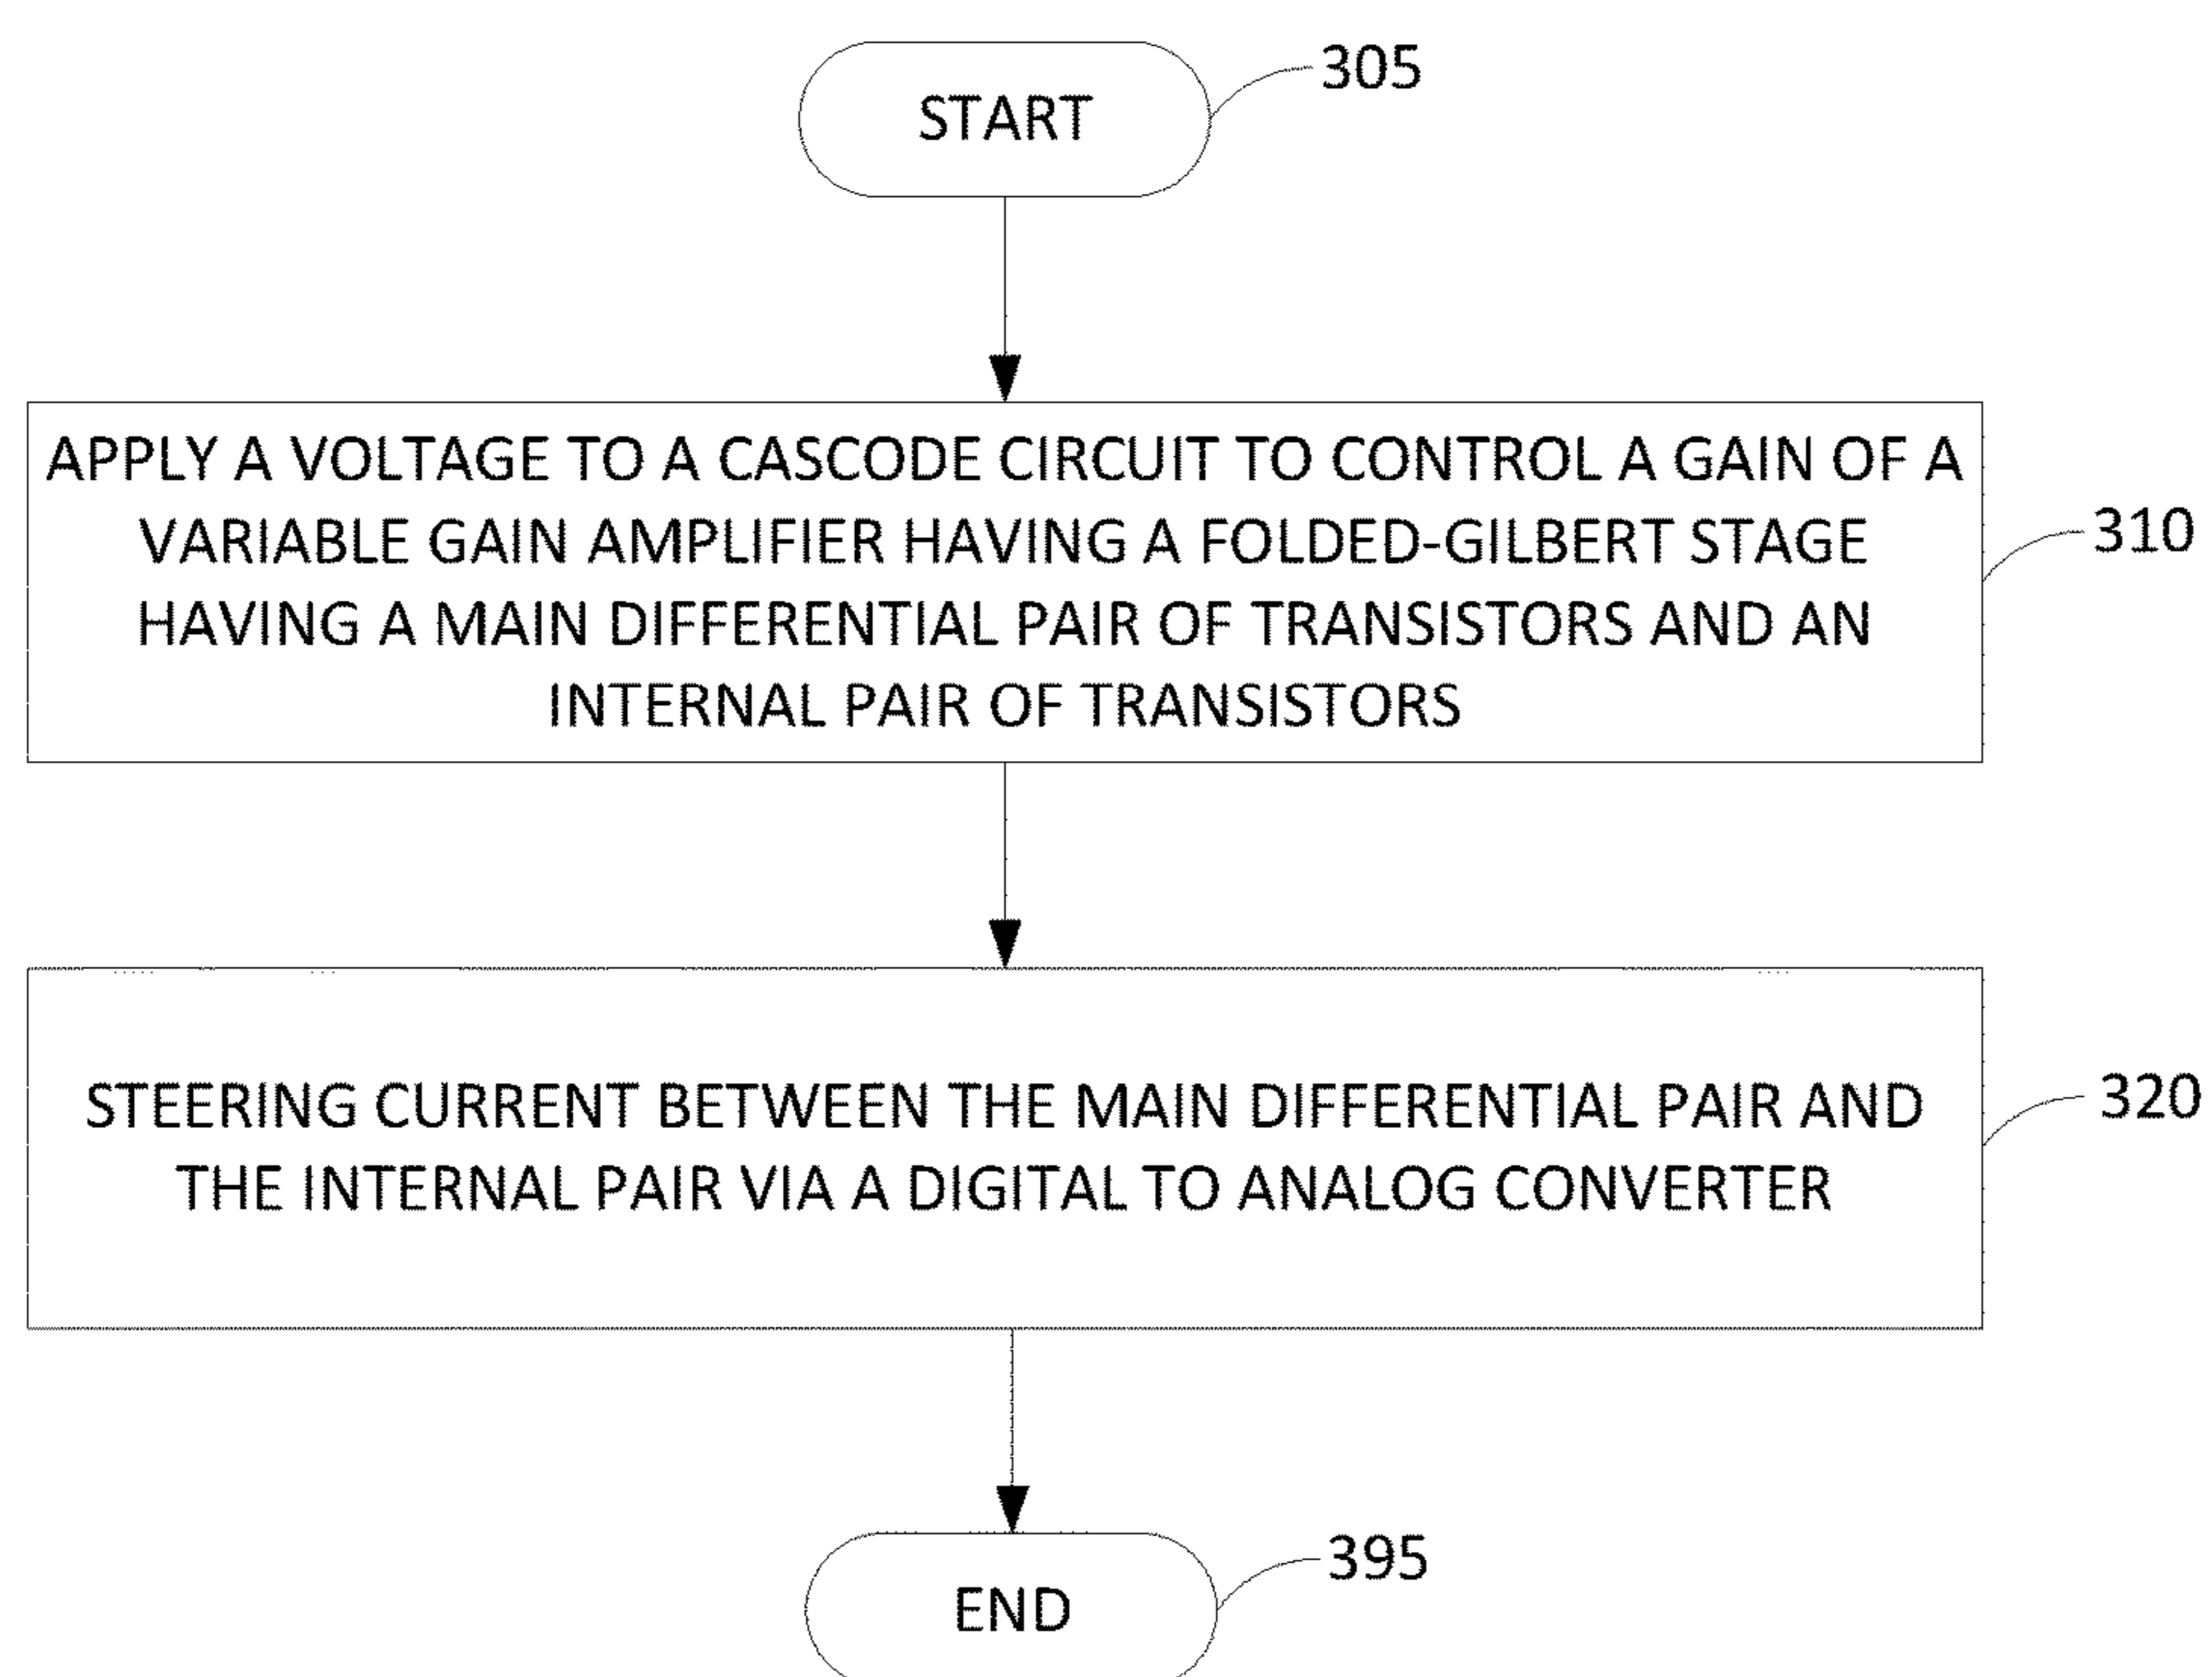 START
305
APPLY A VOLTAGE TO A CASCODE CIRCUIT TO CONTROL A GAIN OF A
VARIABLE GAIN AMPLIFIER HAVING A FOLDED-GILBERT STAGE
HAVING A MAIN DIFFERENTIAL PAIR OF TRANSISTORS AND AN
INTERNAL PAIR OF TRANSISTORS
310
STEERING CURRENT BETWEEN THE MAIN DIFFERENTIAL PAIR AND
THE INTERNAL PAIR VIA A DIGITAL TO ANALOG CONVERTER
320
END
395